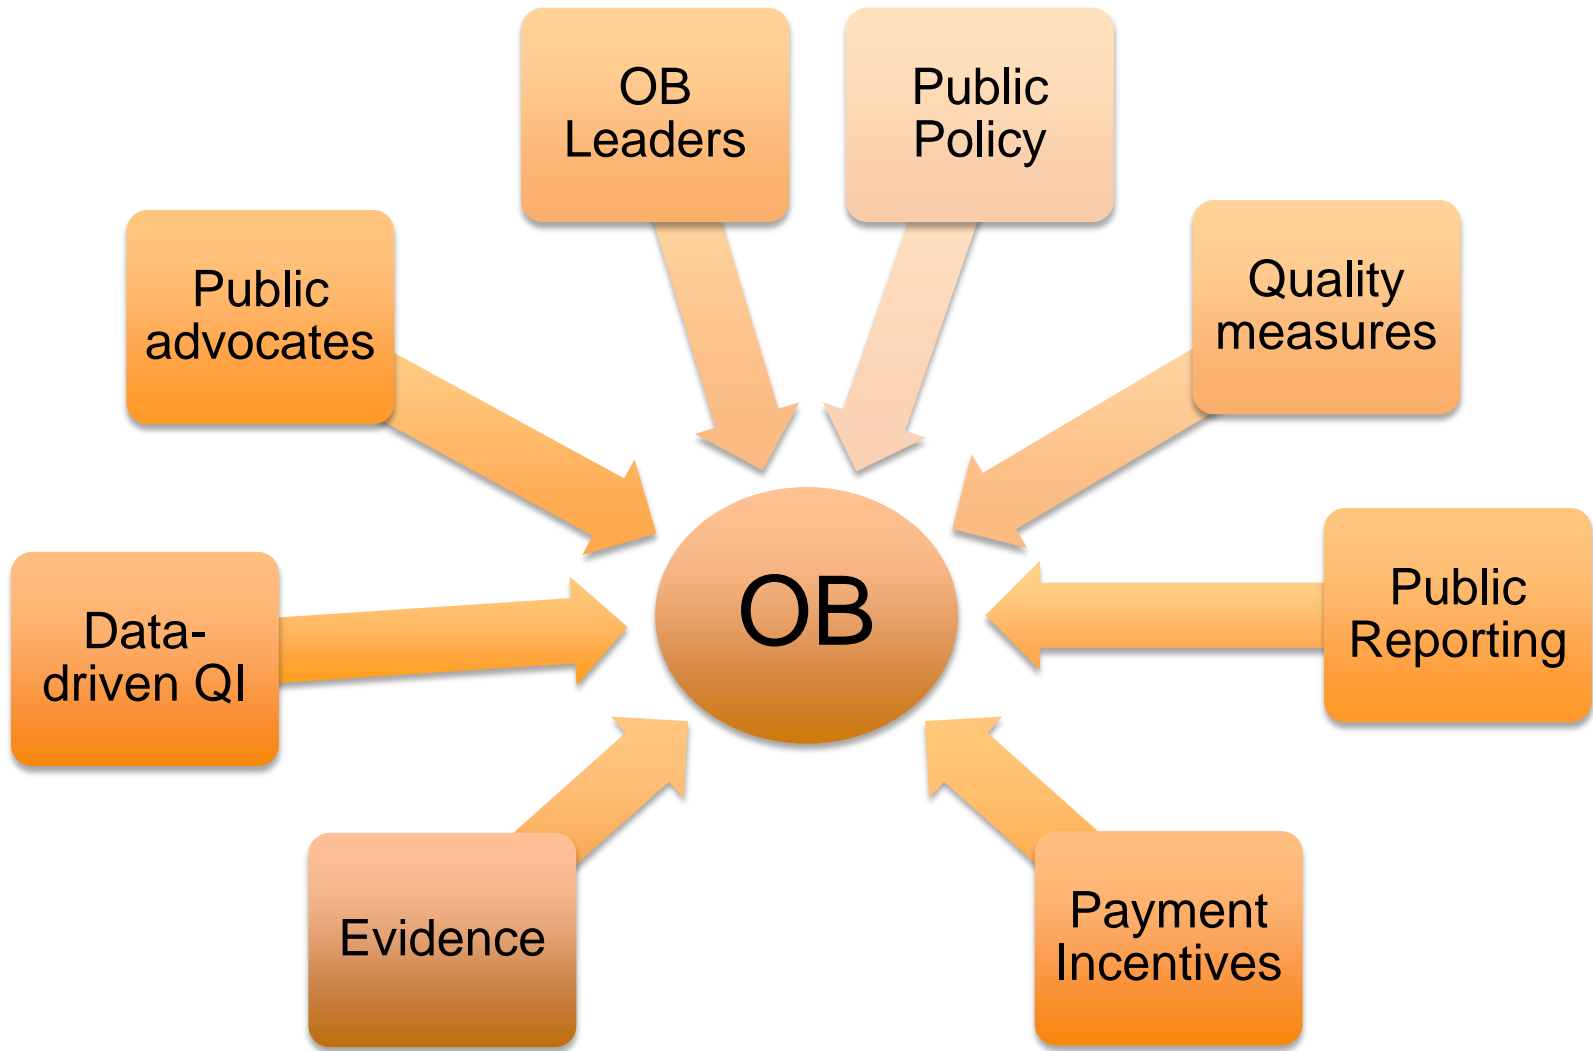 OB
Leaders
Public
Policy
Public
advocates
Quality
measures
Data-
driven QI
OB
Public
Reporting
Evidence
Payment
Incentives